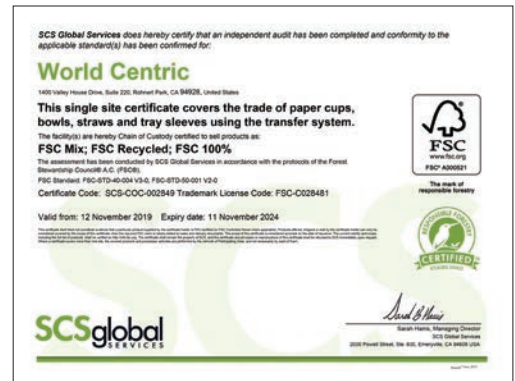 SCS Global Services does hereby certify that an independent audit has been completed and conformity to the
applicable standard(s) has been confirmed for:
World Centric
1400 Valley House Drive, Suite 220, Rohnert Park, CA 94928, United States
This single site certificate covers the trade of paper cups,
bowls, straws and tray sleeves using the transfer system.
The facility(s) are hereby Chain of Custody certified to sell products as:
FSC Mix; FSC Recycled; FSC 100%
The assessment has been conducted by SCS Global Services in accordance with the protocols of the Forest
Stewardship Council® A.C. (FSC®).
FSC Standard: FSC-STD-40-004 V3-0; FSC-STD-50-001 V2-0
Certificate Code: SCS-COC-002849 Trademark License Code: FSC-C028481
Valid from: 12 November 2019 Expiry date: 11 November 2024
FSC
www.fsc.org
FSC® A000521
The mark of
responsible forestry
RESPONSIBLE FORESTRY
CERTIFIED
SCSglobal
SERVICES
Sarah Harris, Managing Director
SCS Global Services
2000 Powell Street, Ste. 600, Emeryville, CA 94608 USA